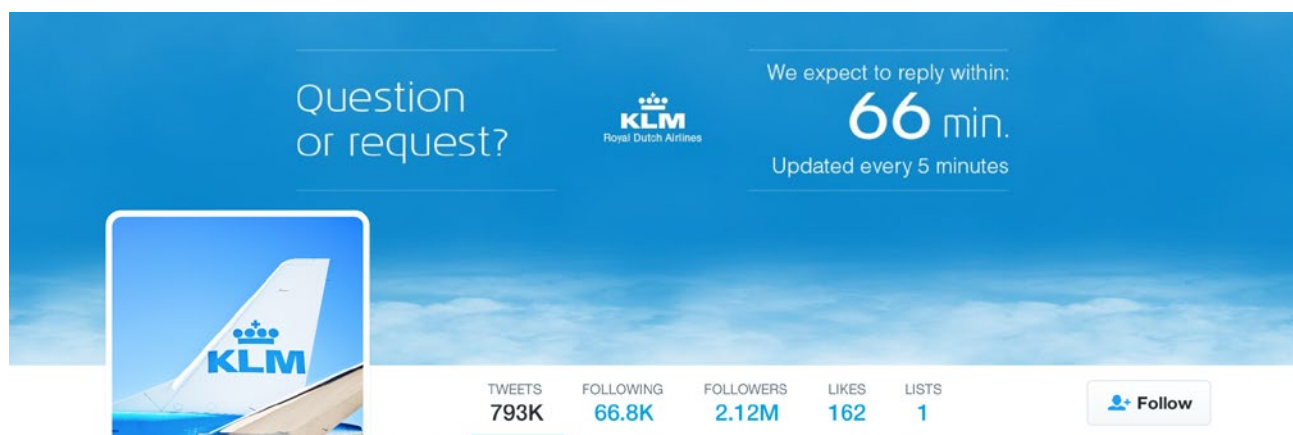 Question
or request?
KLM
Royal Dutch Airlines
We expect to reply within:
66 min.
Updated every 5 minutes
KLM
TWEETS FOLLOWING FOLLOWERS LIKES LISTS
793K 66.8K 2.12M 162 1
Follow